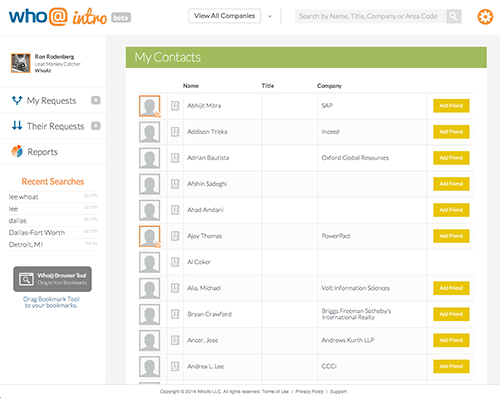 who@ intro beta
View All Companies
Search by Name, Title, Company or Area Code
Ron Rodenberg
Lead Monkey Catcher
WhoAt
My Requests
Their Requests
Reports
Recent Searches
lee whoat
lee
dallas
Dallas-Fort Worth
Detroit, MI
Who@ Browser Tool
Drag to Your Bookmarks
Drag Bookmark Tool
to your bookmarks.
My Contacts
Name Title Company
Abhijit Mitra SAP Add Friend
Addison Triska Inceed Add Friend
Adrian Bautista Oxford Global Resources Add Friend
Afshin Sadeghi Add Friend
Ahad Amdani Add Friend
Ajoy Thomas PowerPact Add Friend
Al Coker
Alia, Michael Volt Information Sciences Add Friend
Bryan Crawford Briggs Freeman Sotheby's
International Realty Add Friend
Ancer, Jose Andrews Kurth LLP Add Friend
Andrea L. Lee CCCi Add Friend
Copyright © 2014 WhoAt LLC. All rights reserved. Terms of Use | Privacy Policy | Support